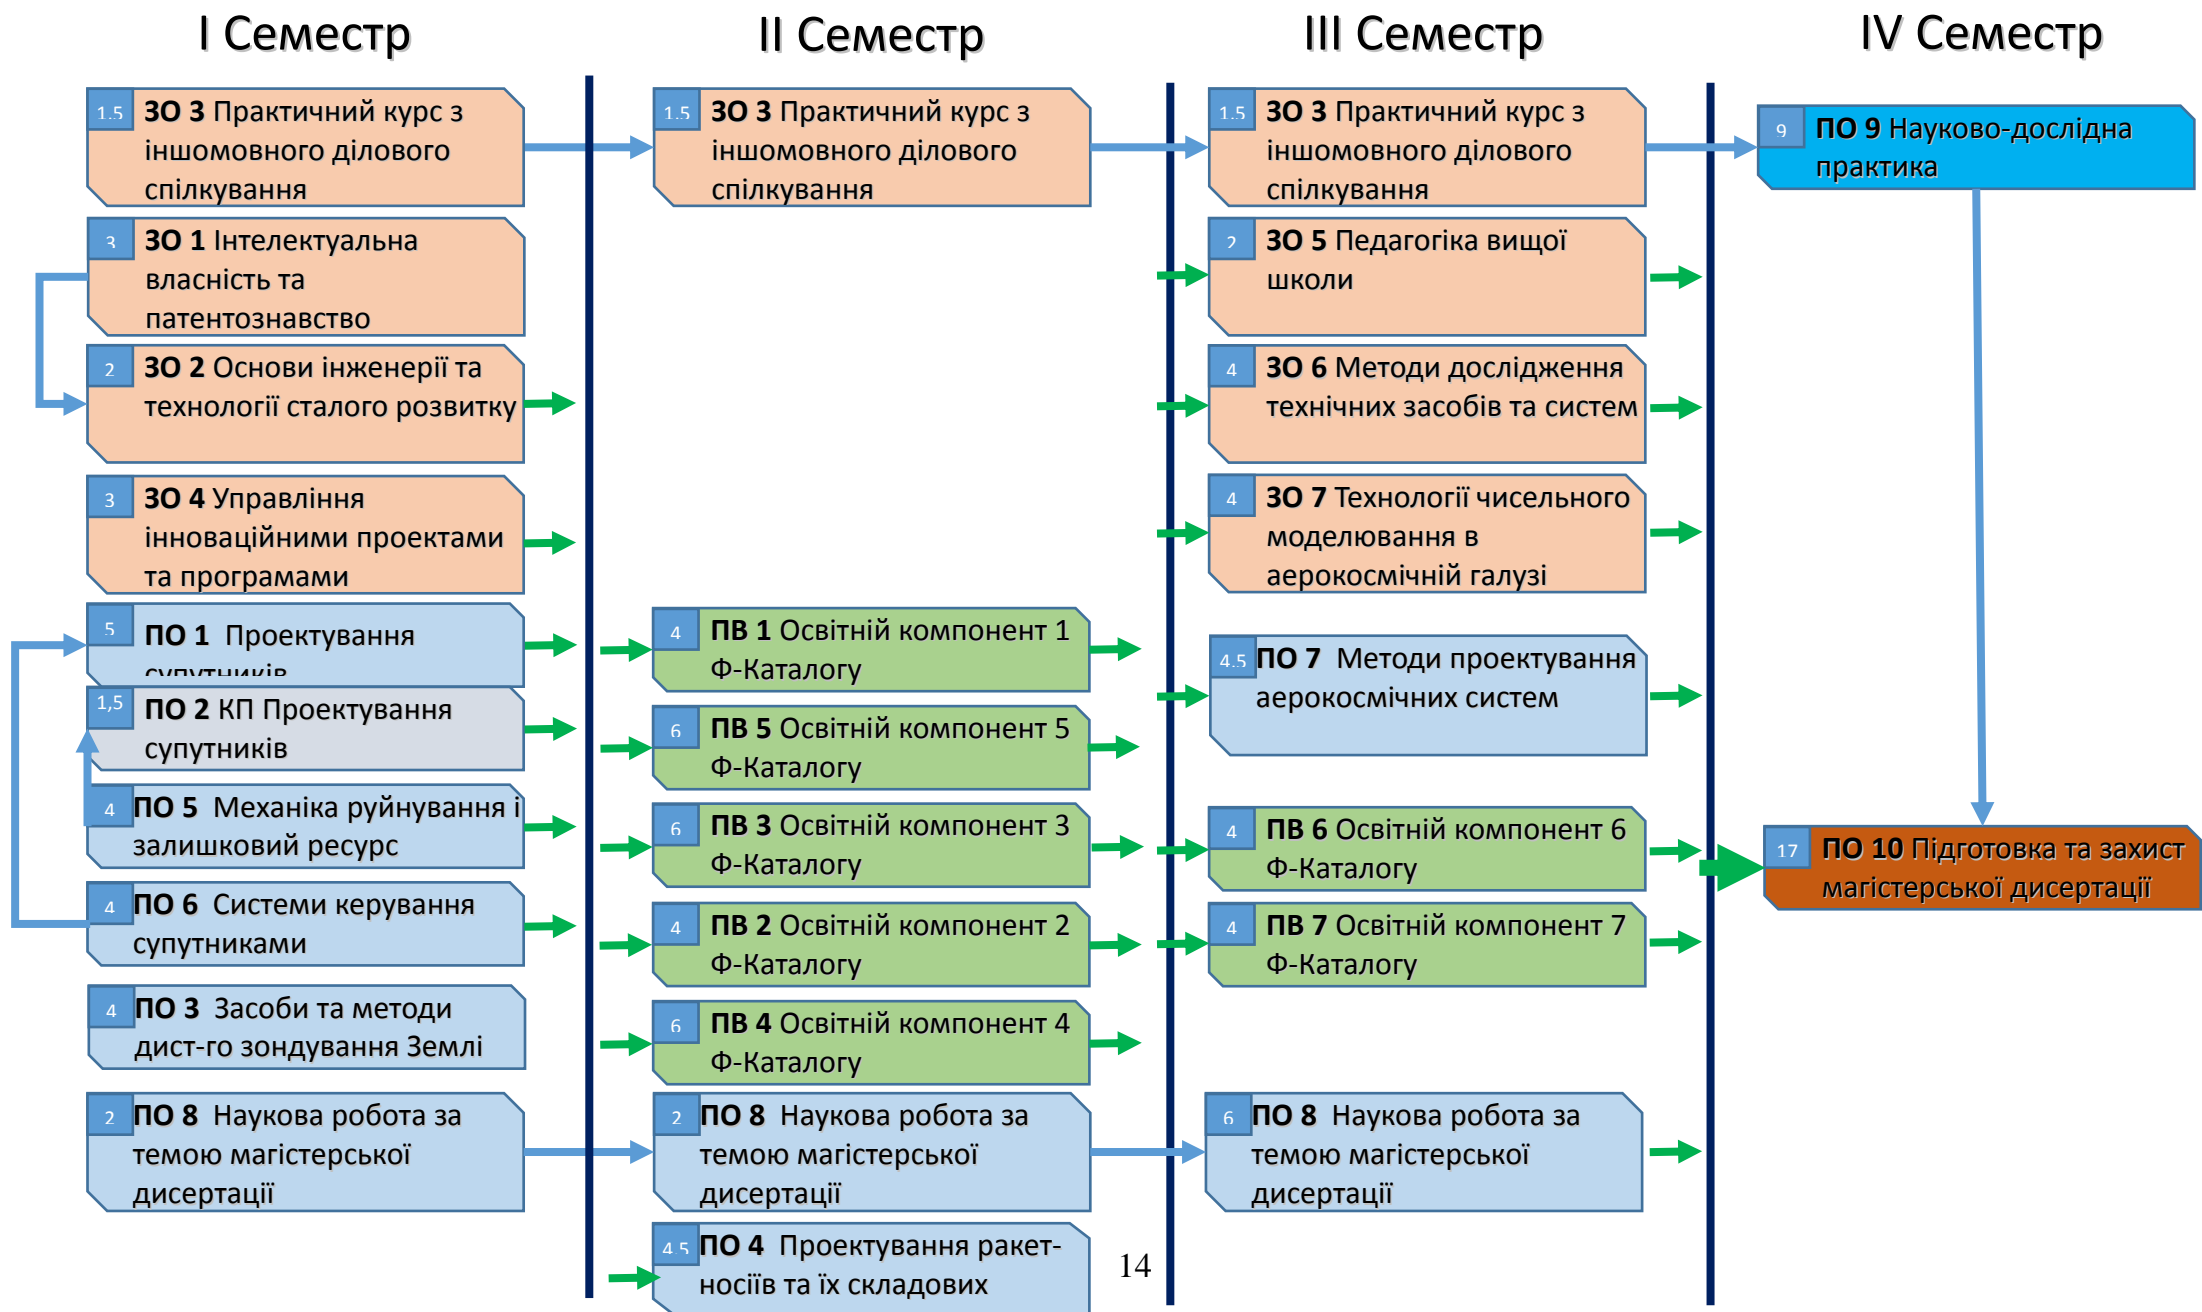 І Семестр
ІІ Семестр
ІІІ Семестр
IV Семестр
1.5
ЗО 3 Практичний курс з
іншомовного ділового
спілкування
3
ЗО 1 Інтелектуальна
власність та
патентознавство
2
ЗО 2 Основи інженерії та
технології сталого розвитку
3
ЗО 4 Управління
інноваційними проектами
та програмами
5
ПО 1 Проектування
супутників
1,5
ПО 2 КП Проектування
супутників
4
ПО 5 Механіка руйнування і
залишковий ресурс
4
ПО 6 Системи керування
супутниками
4
ПО 3 Засоби та методи
дист-го зондування Землі
2
ПО 8 Наукова робота за
темою магістерської
дисертації
1.5
ЗО 3 Практичний курс з
іншомовного ділового
спілкування
4
ПВ 1 Освітній компонент 1
Ф-Каталогу
6
ПВ 5 Освітній компонент 5
Ф-Каталогу
6
ПВ 3 Освітній компонент 3
Ф-Каталогу
4
ПВ 2 Освітній компонент 2
Ф-Каталогу
6
ПВ 4 Освітній компонент 4
Ф-Каталогу
2
ПО 8 Наукова робота за
темою магістерської
дисертації
4.5
ПО 4 Проектування ракет-
носіїв та їх складових
1.5
ЗО 3 Практичний курс з
іншомовного ділового
спілкування
2
ЗО 5 Педагогіка вищої
школи
4
ЗО 6 Методи дослідження
технічних засобів та систем
4
ЗО 7 Технології чисельного
моделювання в
аерокосмічній галузі
4.5
ПО 7 Методи проектування
аерокосмічних систем
4
ПВ 6 Освітній компонент 6
Ф-Каталогу
4
ПВ 7 Освітній компонент 7
Ф-Каталогу
6
ПО 8 Наукова робота за
темою магістерської
дисертації
9
ПО 9 Науково-дослідна
практика
17
ПО 10 Підготовка та захист
магістерської дисертації
14